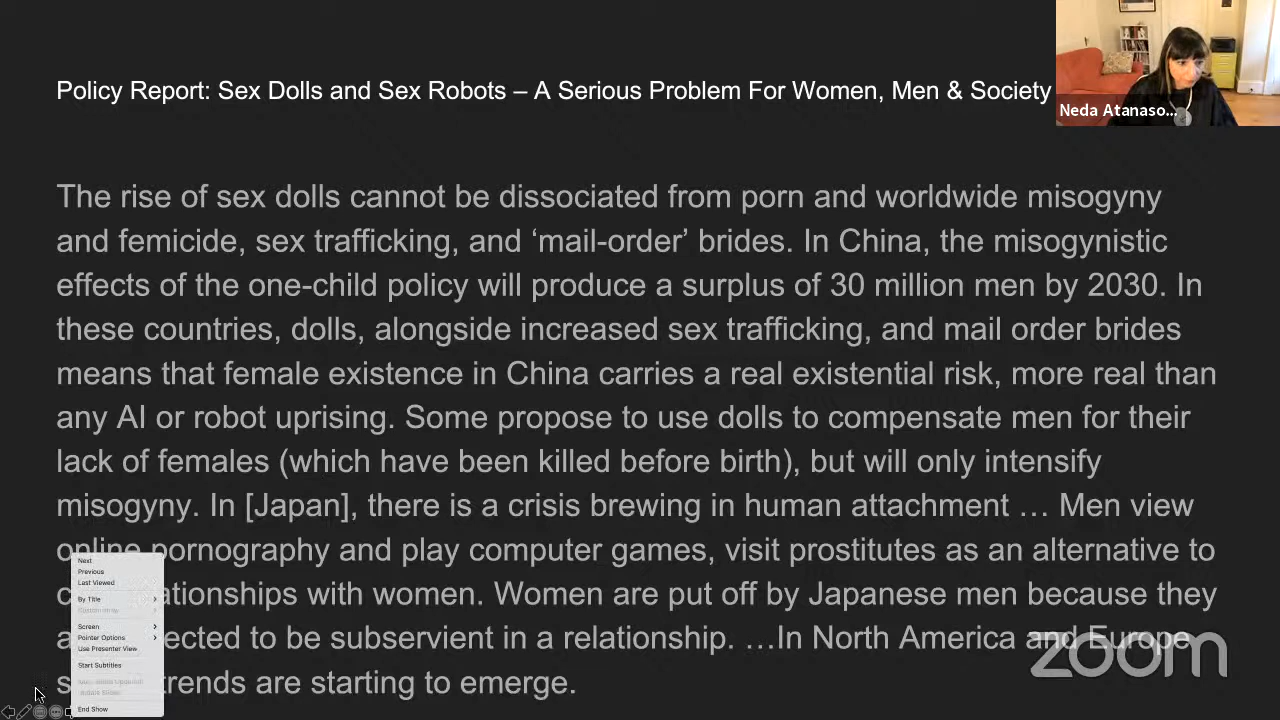 Policy Report: Sex Dolls and Sex Robots – A Serious Problem For Women, Men & Society
Neda Atanaso...
The rise of sex dolls cannot be dissociated from porn and worldwide misogyny
and femicide, sex trafficking, and ‘mail-order’ brides. In China, the misogynistic
effects of the one-child policy will produce a surplus of 30 million men by 2030. In
these countries, dolls, alongside increased sex trafficking, and mail order brides
means that female existence in China carries a real existential risk, more real than
any AI or robot uprising. Some propose to use dolls to compensate men for their
lack of females (which have been killed before birth), but will only intensify
misogyny. In [Japan], there is a crisis brewing in human attachment … Men view
online pornography and play computer games, visit prostitutes as an alternative to
ationships with women. Women are put off by Japanese men because they
ected to be subservient in a relationship. …In North America and Europe
trends are starting to emerge.
Next
Previous
Last Viewed
By Title
Custom Show
Screen
Pointer Options
Use Presenter View
Start Subtitles
End Show
zoom